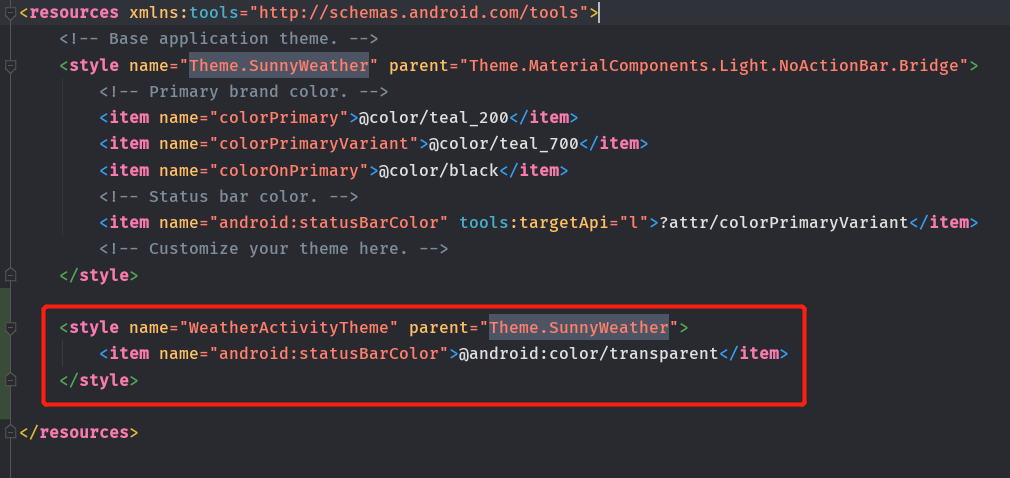 <resources xmlns:tools="http://schemas.android.com/tools">
<!-- Base application theme. -->
<style name="Theme.SunnyWeather" parent="Theme.MaterialComponents.Light.NoActionBar.Bridge">
<!-- Primary brand color. -->
<item name="colorPrimary">@color/teal_200</item>
<item name="colorPrimaryVariant">@color/teal_700</item>
<item name="colorOnPrimary">@color/black</item>
<!-- Status bar color. -->
<item name="android:statusBarColor" tools:targetApi="l">?attr/colorPrimaryVariant</item>
<!-- Customize your theme here. -->
</style>
<style name="WeatherActivityTheme" parent="Theme.SunnyWeather">
<item name="android:statusBarColor">@android:color/transparent</item>
</style>
</resources>